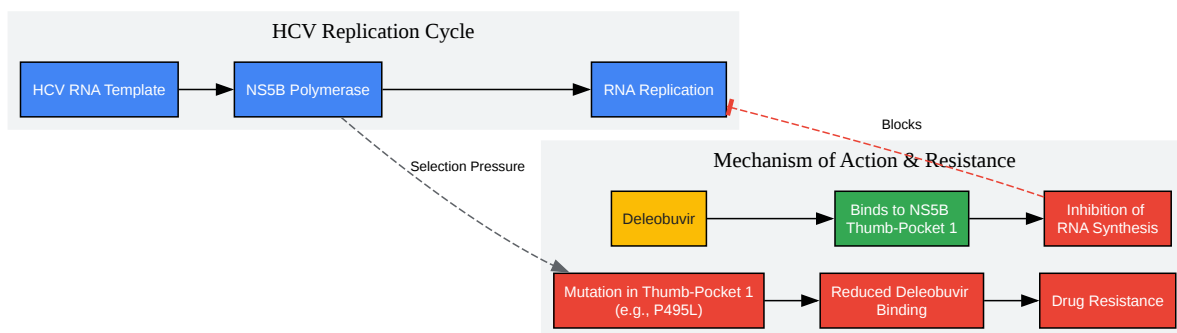 HCV Replication Cycle
HCV RNA Template
NS5B Polymerase
RNA Replication
Blocks
Selection Pressure
Mechanism of Action & Resistance
Deleobuvir
Binds to NS5B
Thumb-Pocket 1
Inhibition of
RNA Synthesis
Mutation in Thumb-Pocket 1
(e.g., P495L)
Reduced Deleobuvir
Binding
Drug Resistance